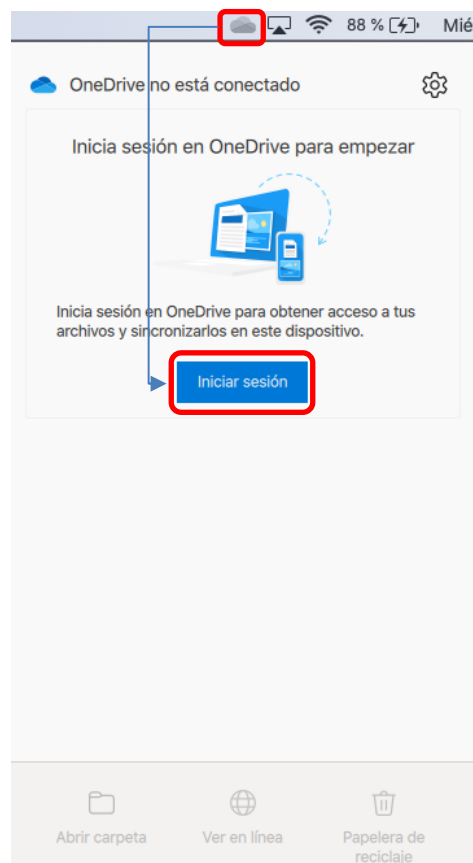 88 % Mié
OneDrive no está conectado
Inicia sesión en OneDrive para empezar
Inicia sesión en OneDrive para obtener acceso a tus
archivos y sincronizarlos en este dispositivo.
Iniciar sesión
Abrir carpeta
Ver en línea
Papelera de
reciclaje